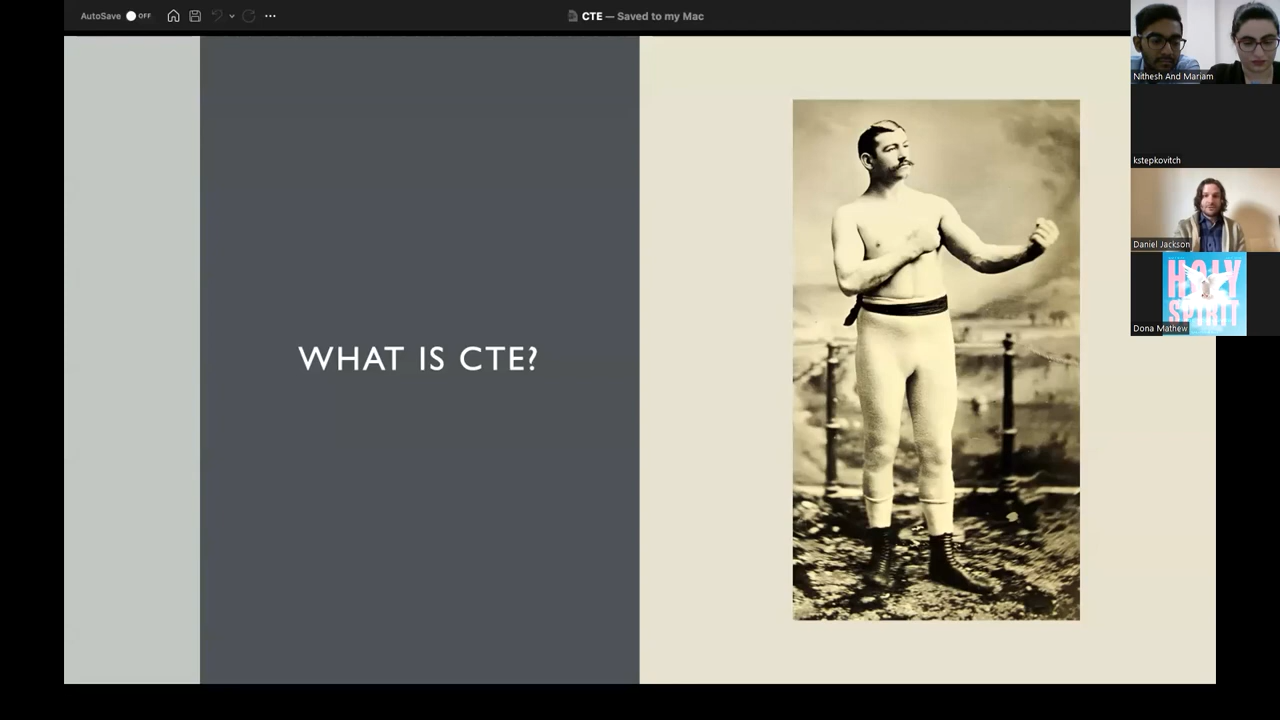 AutoSave OFF
CTE — Saved to my Mac
WHAT IS CTE?
Nithesh And Mariam
kstepkovitch
Daniel Jackson
HOLY
SPIRIT
Dona Mathew